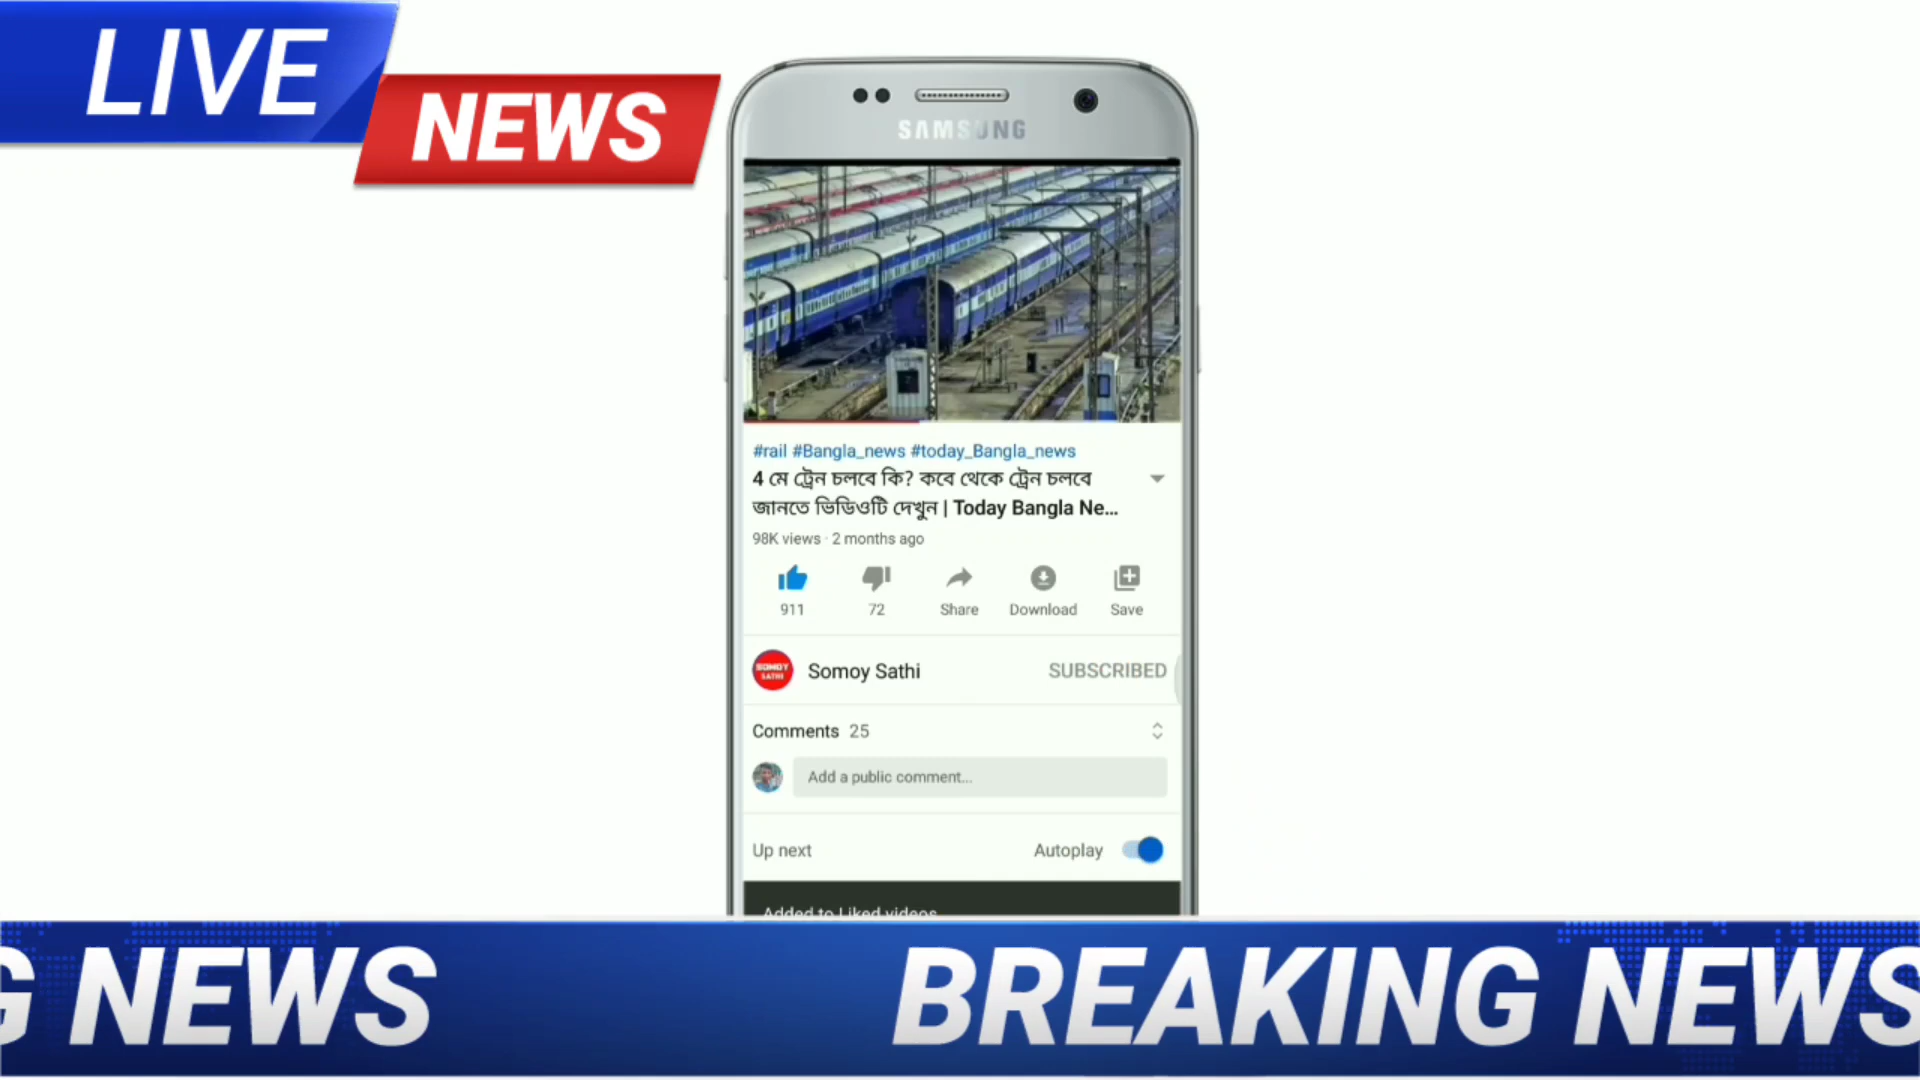 LIVE
NEWS
SAMSUNG
#rail #Bangla_news #today_Bangla_news
4 মে ট্রেন চলবে কি? কবে থেকে ট্রেন চলবে
জানতে ভিডিওটি দেখুন | Today Bangla Ne...
98K views · 2 months ago
911 72 Share Download Save
SOMOY
SATHI
Somoy Sathi SUBSCRIBED
Comments 25
Add a public comment...
Up next Autoplay
Added to Liked videos
G NEWS BREAKING NEWS